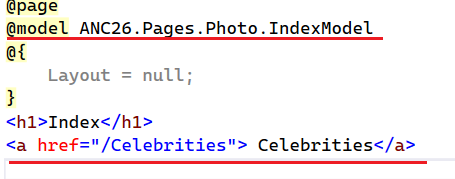 @page
@model ANC26.Pages.Photo.IndexModel
@{
    Layout = null;
}
<h1>Index</h1>
<a href="/Celebrities"> Celebrities</a>